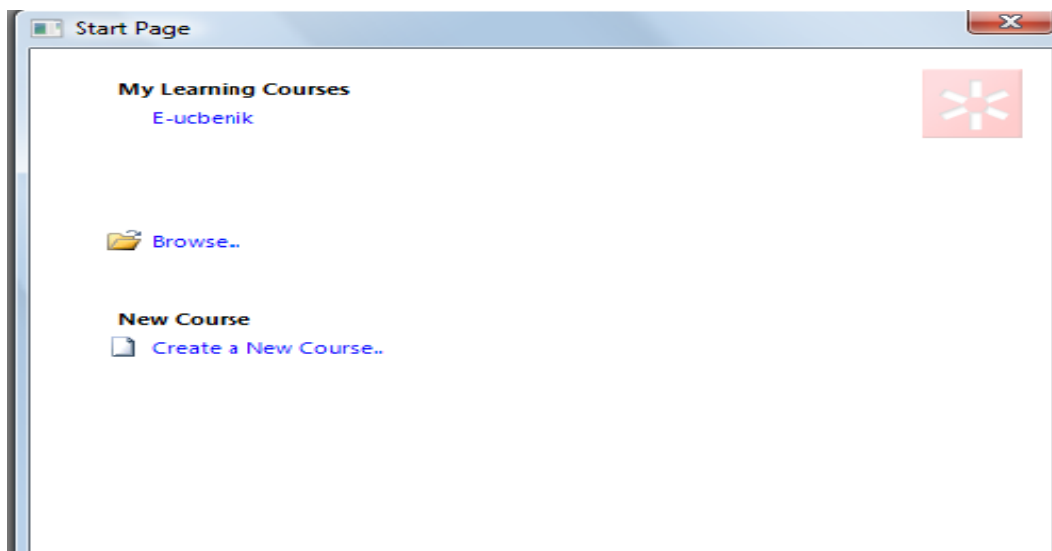 Start Page
My Learning Courses
E-ucbenik
Browse..
New Course
Create a New Course..